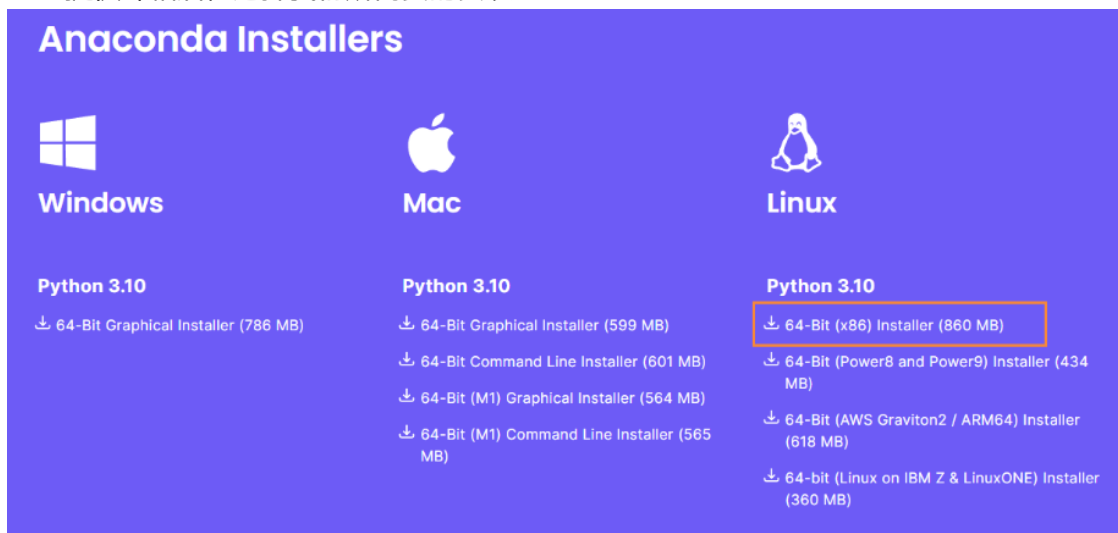 Anaconda Installers
Windows
Python 3.10
64-Bit Graphical Installer (786 MB)
Mac
Python 3.10
64-Bit Graphical Installer (599 MB)
64-Bit Command Line Installer (601 MB)
64-Bit (M1) Graphical Installer (564 MB)
64-Bit (M1) Command Line Installer (565
MB)
Linux
Python 3.10
64-Bit (x86) Installer (860 MB)
64-Bit (Power8 and Power9) Installer (434
MB)
64-Bit (AWS Graviton2 / ARM64) Installer
(618 MB)
64-bit (Linux on IBM Z & LinuxONE) Installer
(360 MB)